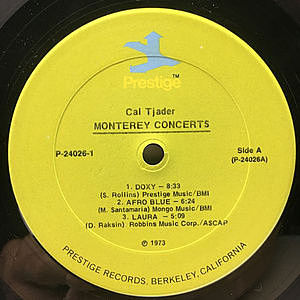 Prestige™
Cal Tjader
MONTEREY CONCERTS
P-24026-1
Side A
(P-24026A)
1. DOXY — 8:33
(S. Rollins) Prestige Music/BMI
2. AFRO BLUE — 6:24
(M. Santamaria) Mongo Music/BMI
3. LAURA — 5:09
(D. Raksin) Robbins Music Corp./ASCAP
℗ 1973
PRESTIGE RECORDS, BERKELEY, CALIFORNIA